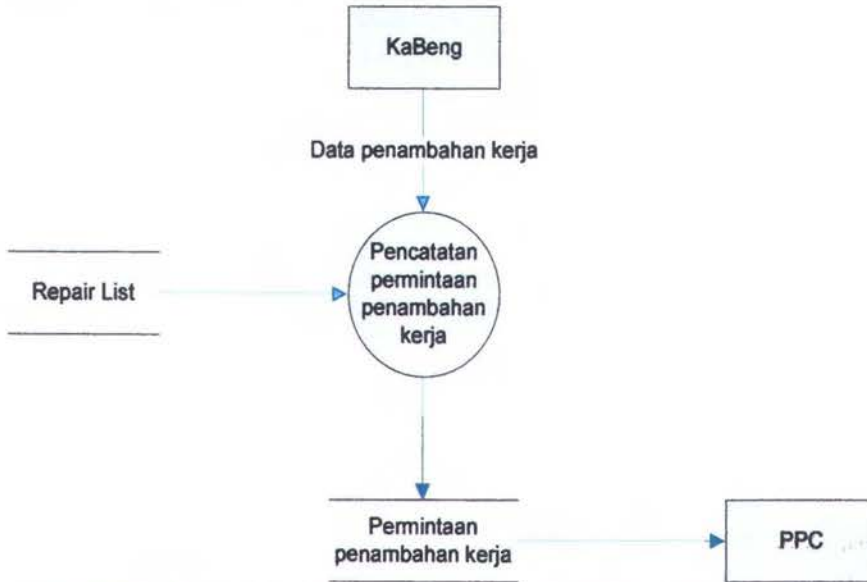 KaBeng
Data penambahan kerja
Pencatatan
permintaan
penambahan
kerja
Repair List
Permintaan
penambahan kerja
PPC